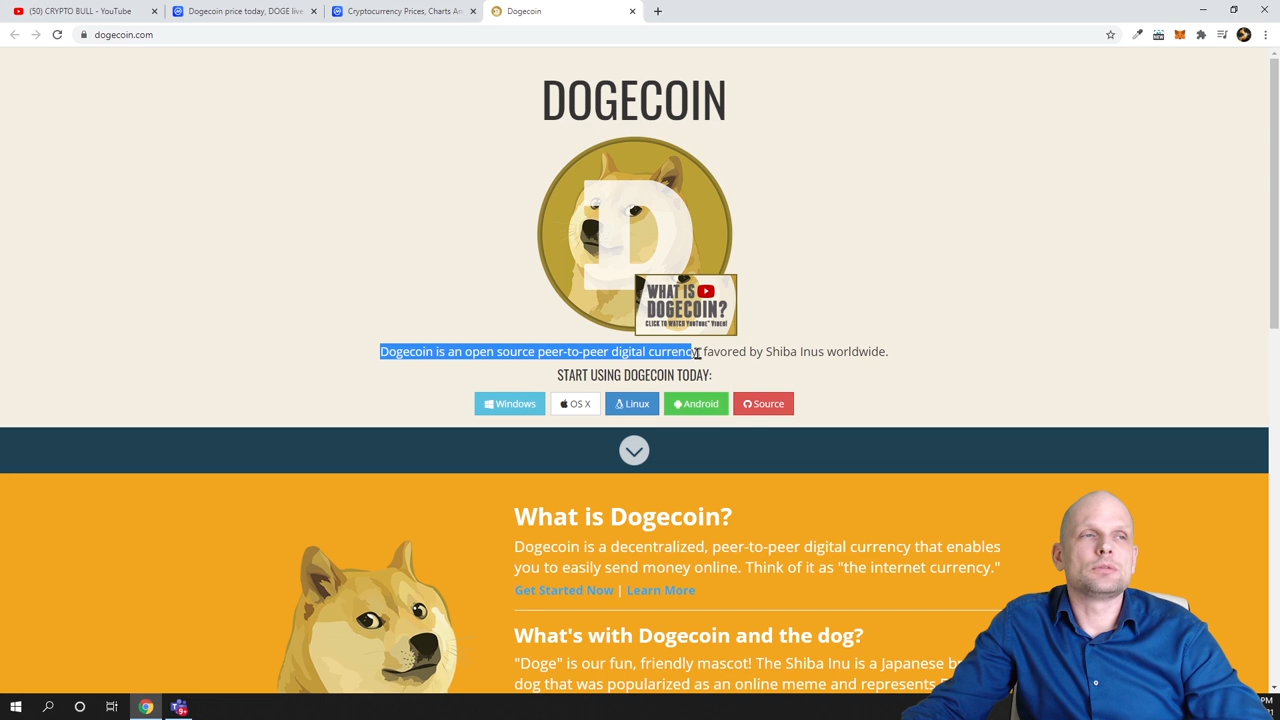 (50) CRYPTO BULL - YouTube
Dogecoin price today, DOGE live
Cryptocurrency Prices, Charts An
Dogecoin
dogecoin.com
DOGECOIN
D
WHAT IS
DOGECOIN?
CLICK TO WATCH YouTube™ Video!
Dogecoin is an open source peer-to-peer digital currency, favored by Shiba Inus worldwide.
START USING DOGECOIN TODAY:
Windows OS X Linux Android Source
What is Dogecoin?
Dogecoin is a decentralized, peer-to-peer digital currency that enables
you to easily send money online. Think of it as "the internet currency."
Get Started Now | Learn More
What's with Dogecoin and the dog?
"Doge" is our fun, friendly mascot! The Shiba Inu is a Japanese
dog that was popularized as an online meme and represents
9+